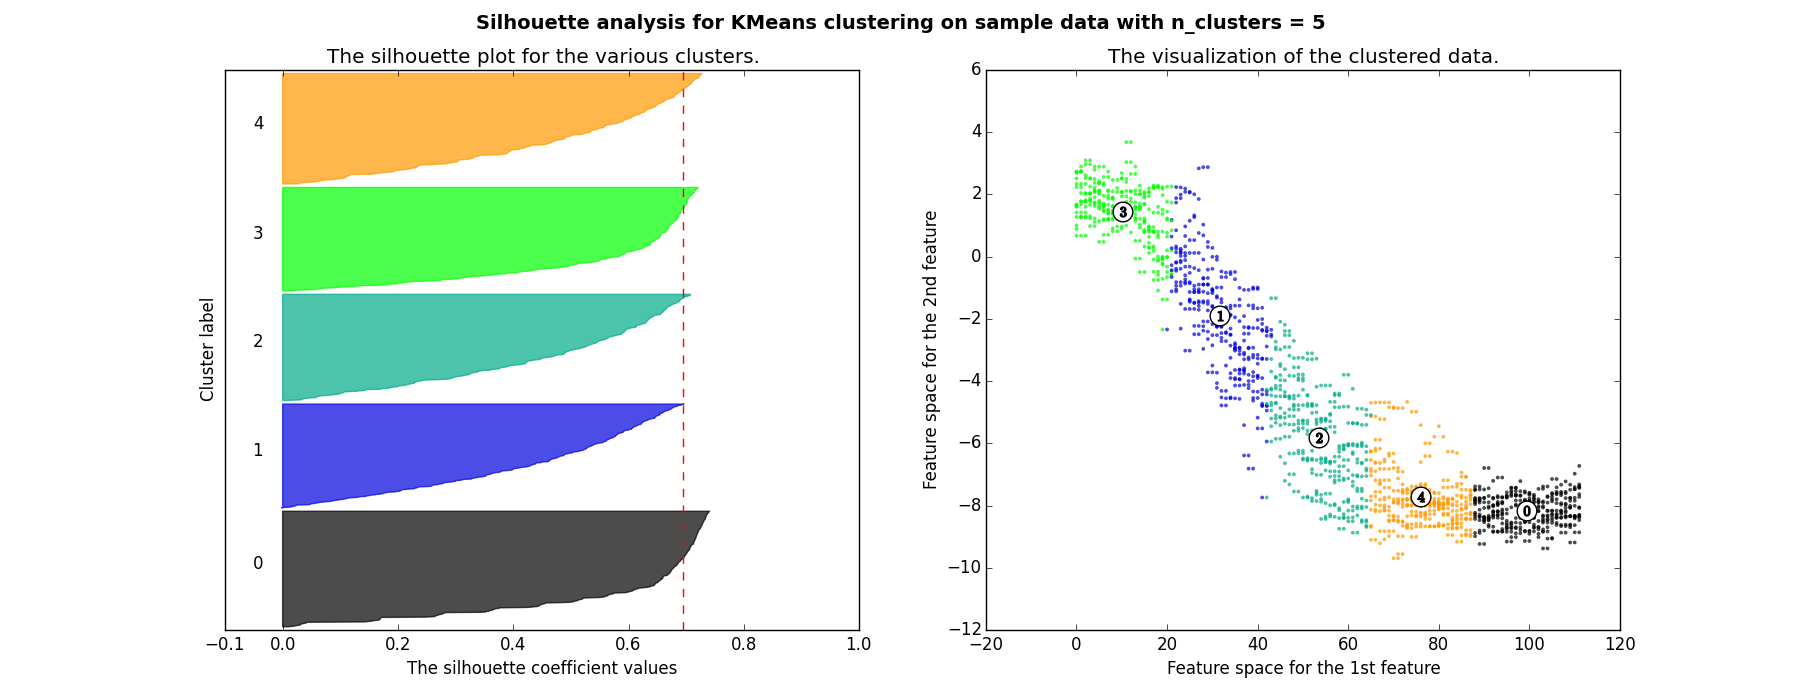 Silhouette analysis for KMeans clustering on sample data with n_clusters = 5
The silhouette plot for the various clusters.
Cluster label
4
3
2
1
0
−0.1 0.0 0.2 0.4 0.6 0.8 1.0
The silhouette coefficient values
The visualization of the clustered data.
Feature space for the 2nd feature
6
4
2
0
−2
−4
−6
−8
−10
−12
3
1
2
4
0
−20 0 20 40 60 80 100 120
Feature space for the 1st feature